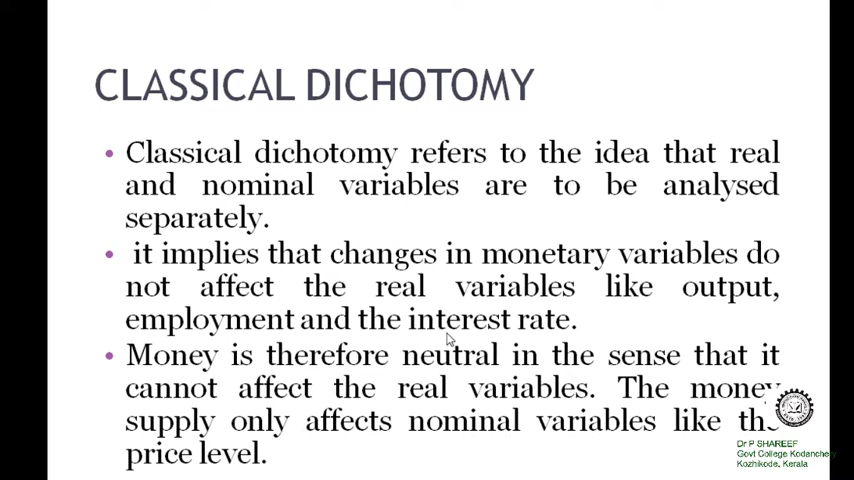 CLASSICAL DICHOTOMY
• Classical dichotomy refers to the idea that real
and nominal variables are to be analysed
separately.
• it implies that changes in monetary variables do
not affect the real variables like output,
employment and the interest rate.
• Money is therefore neutral in the sense that it
cannot affect the real variables. The money
supply only affects nominal variables like the
price level.
Dr P SHAREEF
Govt College Kodanchery
Kozhikode, Kerala